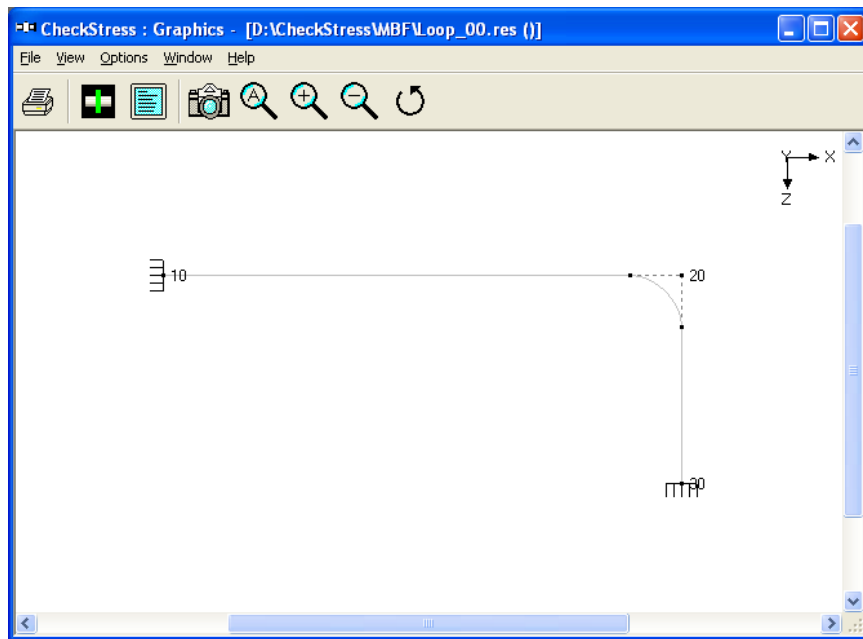 CheckStress : Graphics - [D:\CheckStress\MBF\Loop_00.res ()]
File View Options Window Help
A
Y X
Z
10
20
30